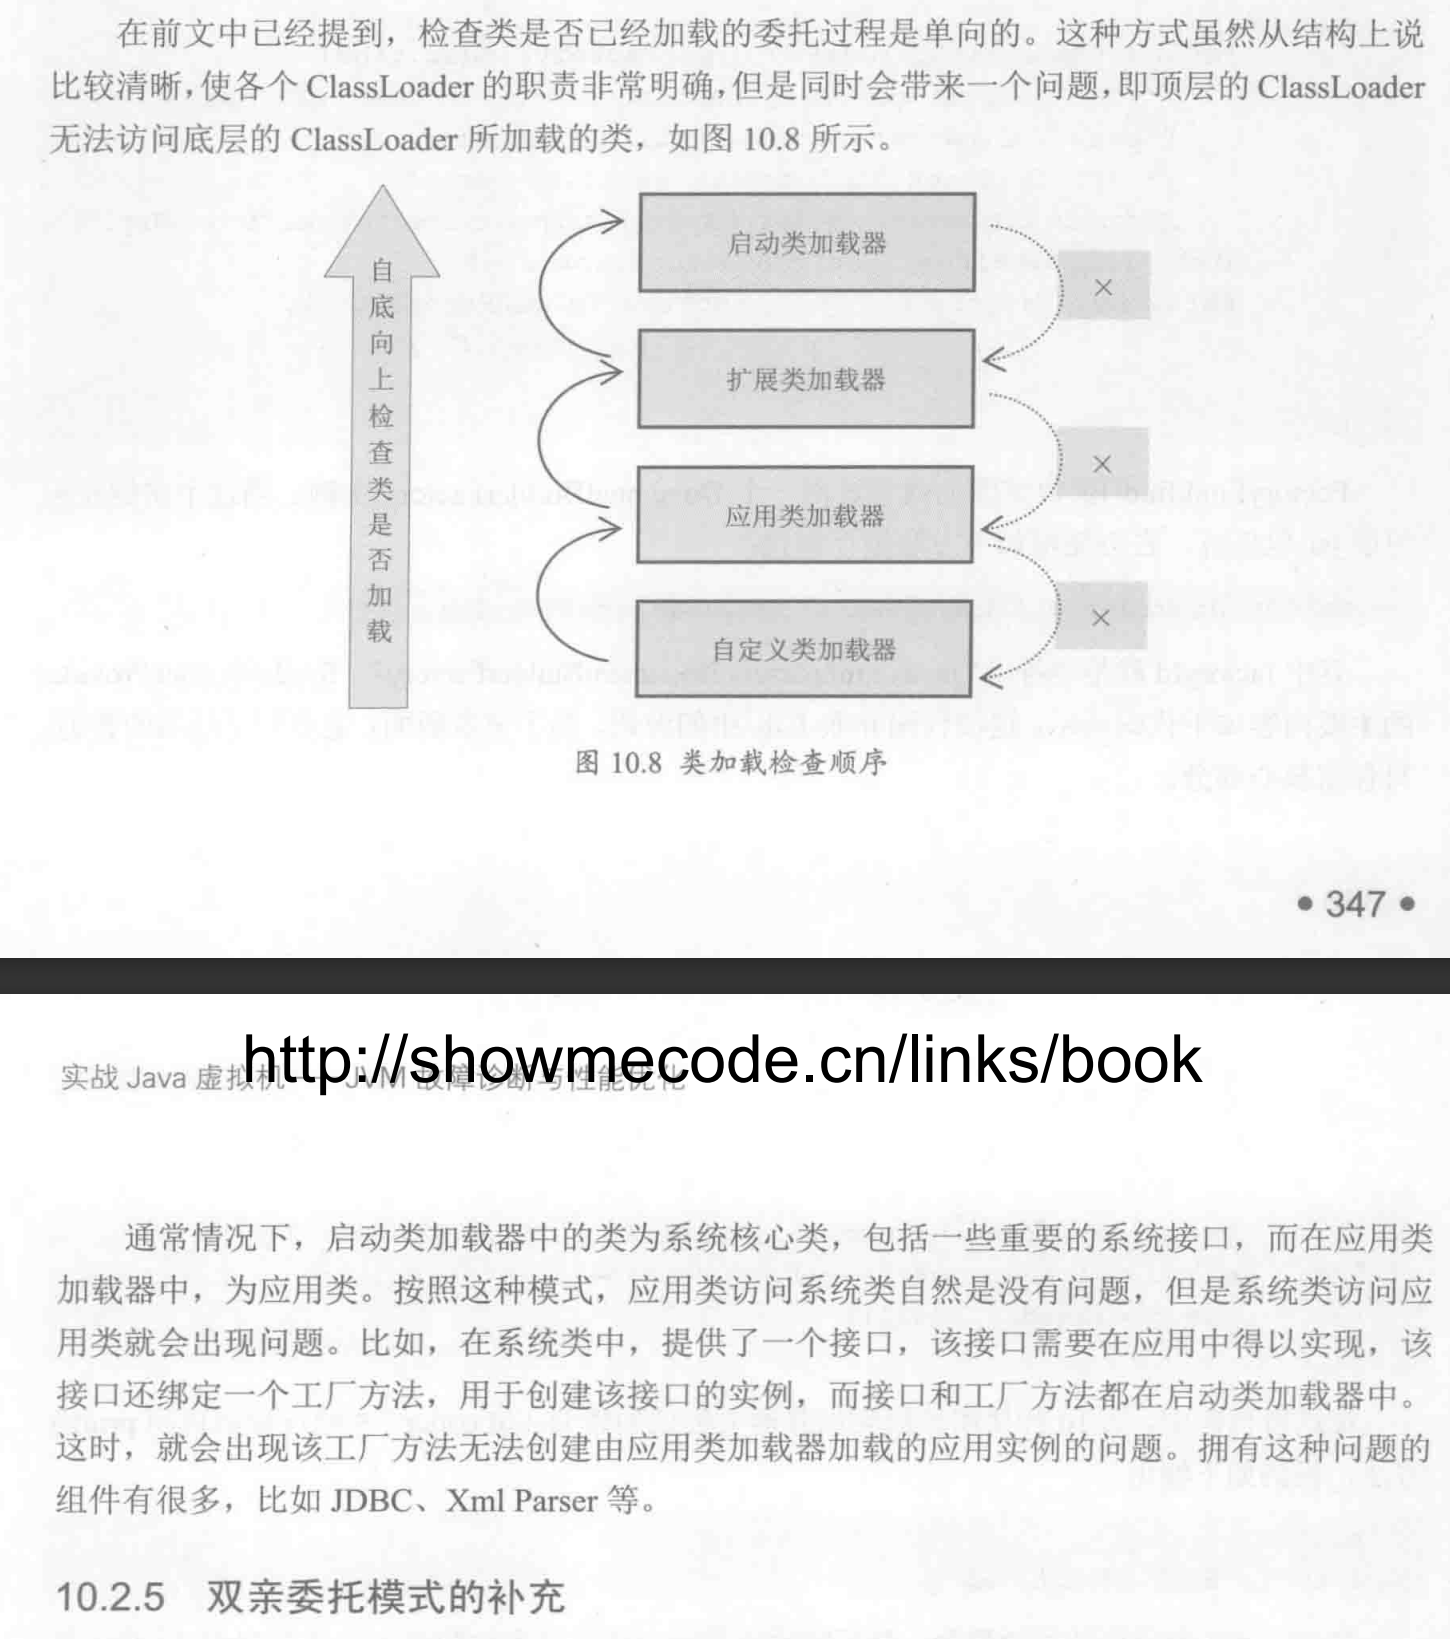 在前文中已经提到，检查类是否已经加载的委托过程是单向的。这种方式虽然从结构上说
比较清晰，使各个 ClassLoader 的职责非常明确，但是同时会带来一个问题，即顶层的 ClassLoader
无法访问底层的 ClassLoader 所加载的类，如图 10.8 所示。
自底向上检查类是否加载
启动类加载器
×
扩展类加载器
×
应用类加载器
×
自定义类加载器
图 10.8 类加载检查顺序
• 347 •
http://showmecode.cn/links/book
实战 Java 虚拟机——JVM 故障诊断与性能优化
通常情况下，启动类加载器中的类为系统核心类，包括一些重要的系统接口，而在应用类
加载器中，为应用类。按照这种模式，应用类访问系统类自然是没有问题，但是系统类访问应
用类就会出现问题。比如，在系统类中，提供了一个接口，该接口需要在应用中得以实现，该
接口还绑定一个工厂方法，用于创建该接口的实例，而接口和工厂方法都在启动类加载器中。
这时，就会出现该工厂方法无法创建由应用类加载器加载的应用实例的问题。拥有这种问题的
组件有很多，比如 JDBC、Xml Parser 等。
10.2.5 双亲委托模式的补充